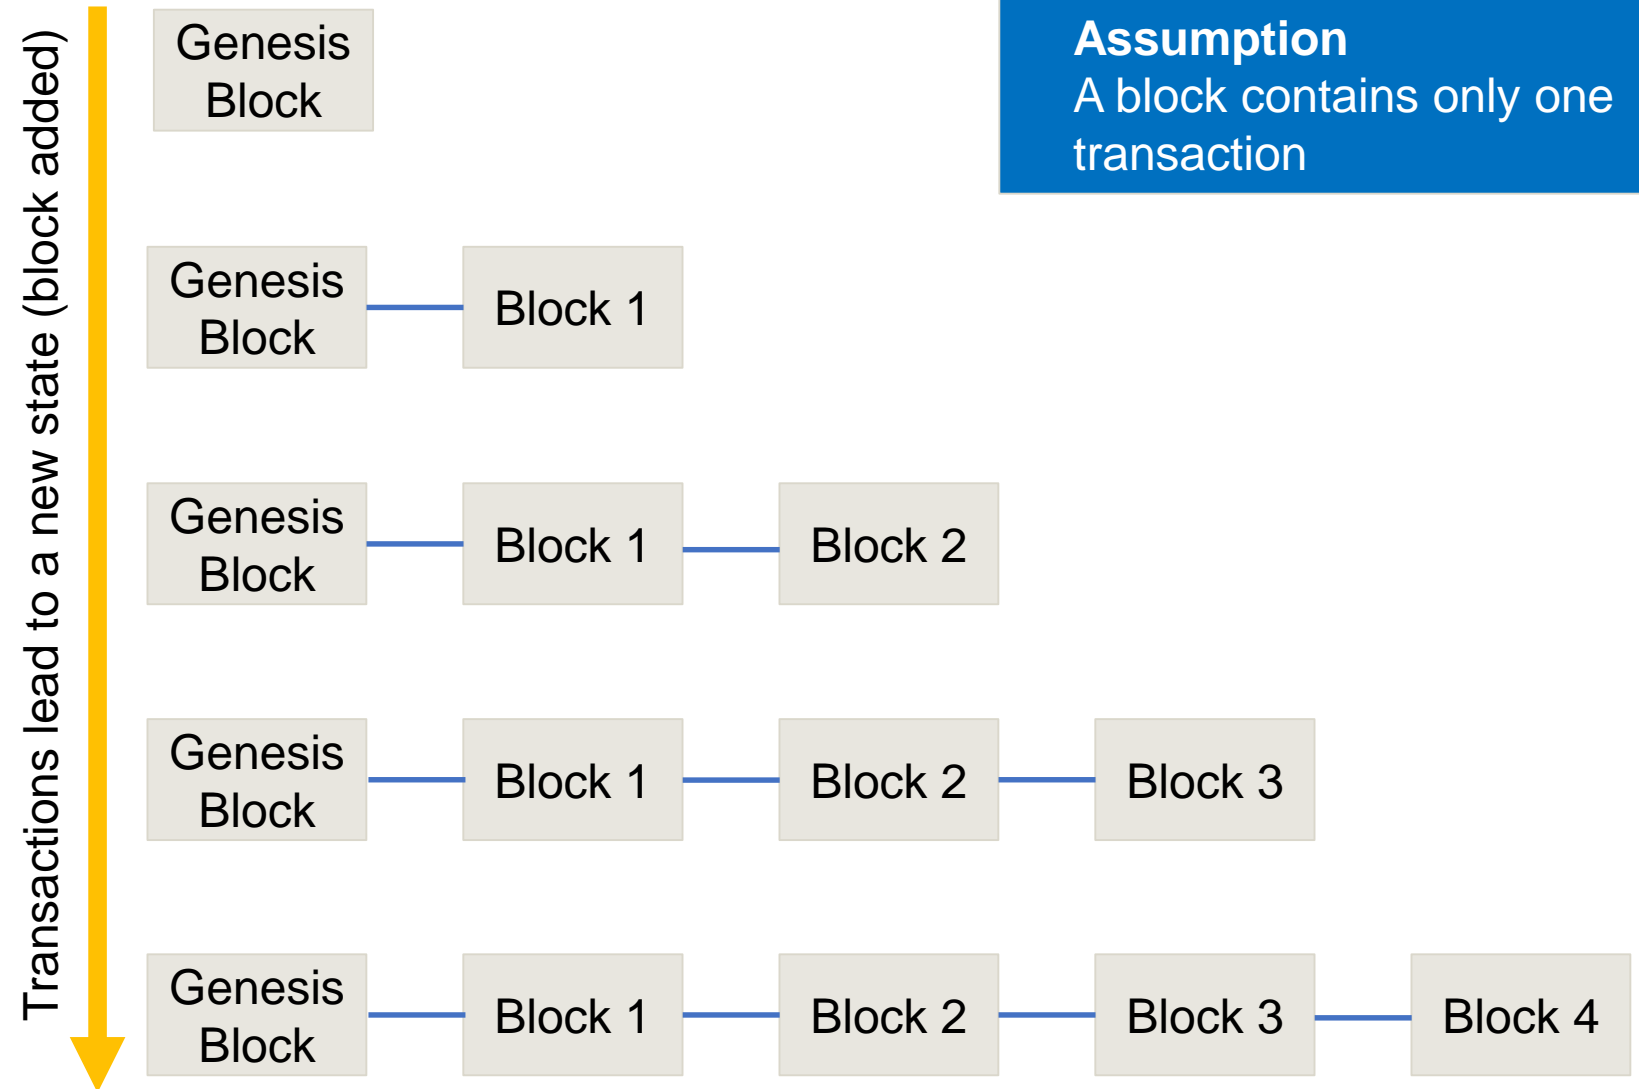 Transactions lead to a new state (block added)
Genesis
Block
Assumption
A block contains only one
transaction
Genesis
Block
Block 1
Genesis
Block
Block 1
Block 2
Genesis
Block
Block 1
Block 2
Block 3
Genesis
Block
Block 1
Block 2
Block 3
Block 4